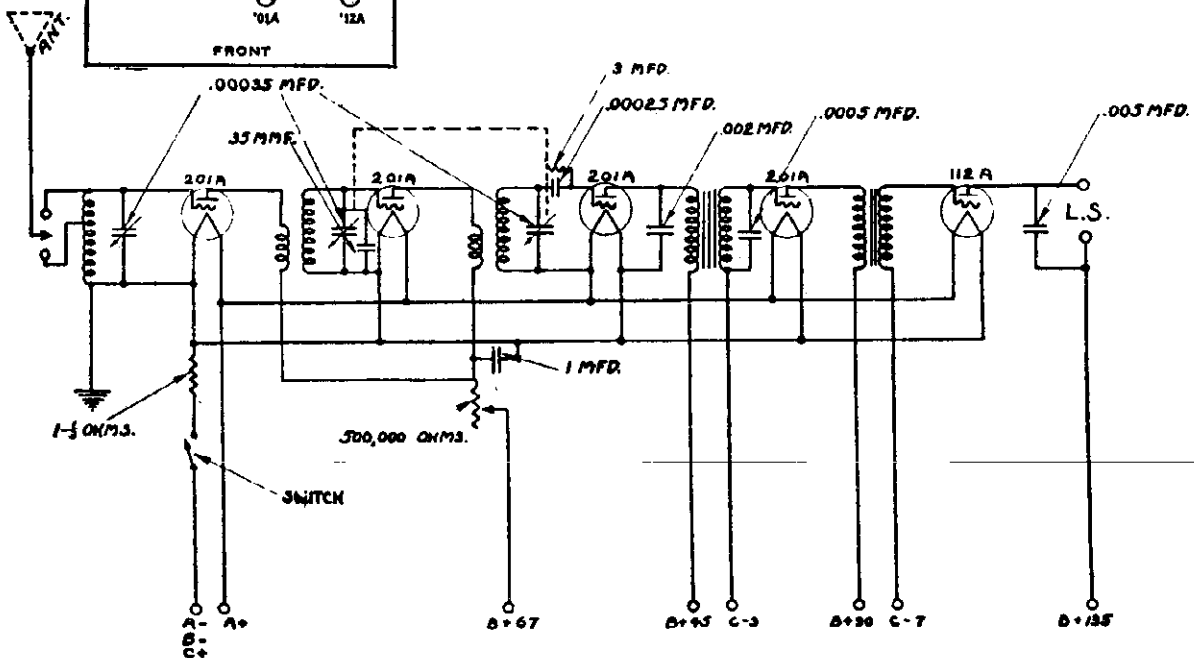 '01A '12A
FRONT
ANT.
.00035 MFD.
3 MFD.
.00025 MFD.
35 MMF.
.002 MFD.
.0005 MFD.
.005 MFD.
201A
201A
201A
201A
112A
L.S.
1 MFD.
1-½ OHMS.
500,000 OHMS.
SWITCH
A- A+ B+67 B+45 C-3 B+90 C-7 B+135
B-
C+